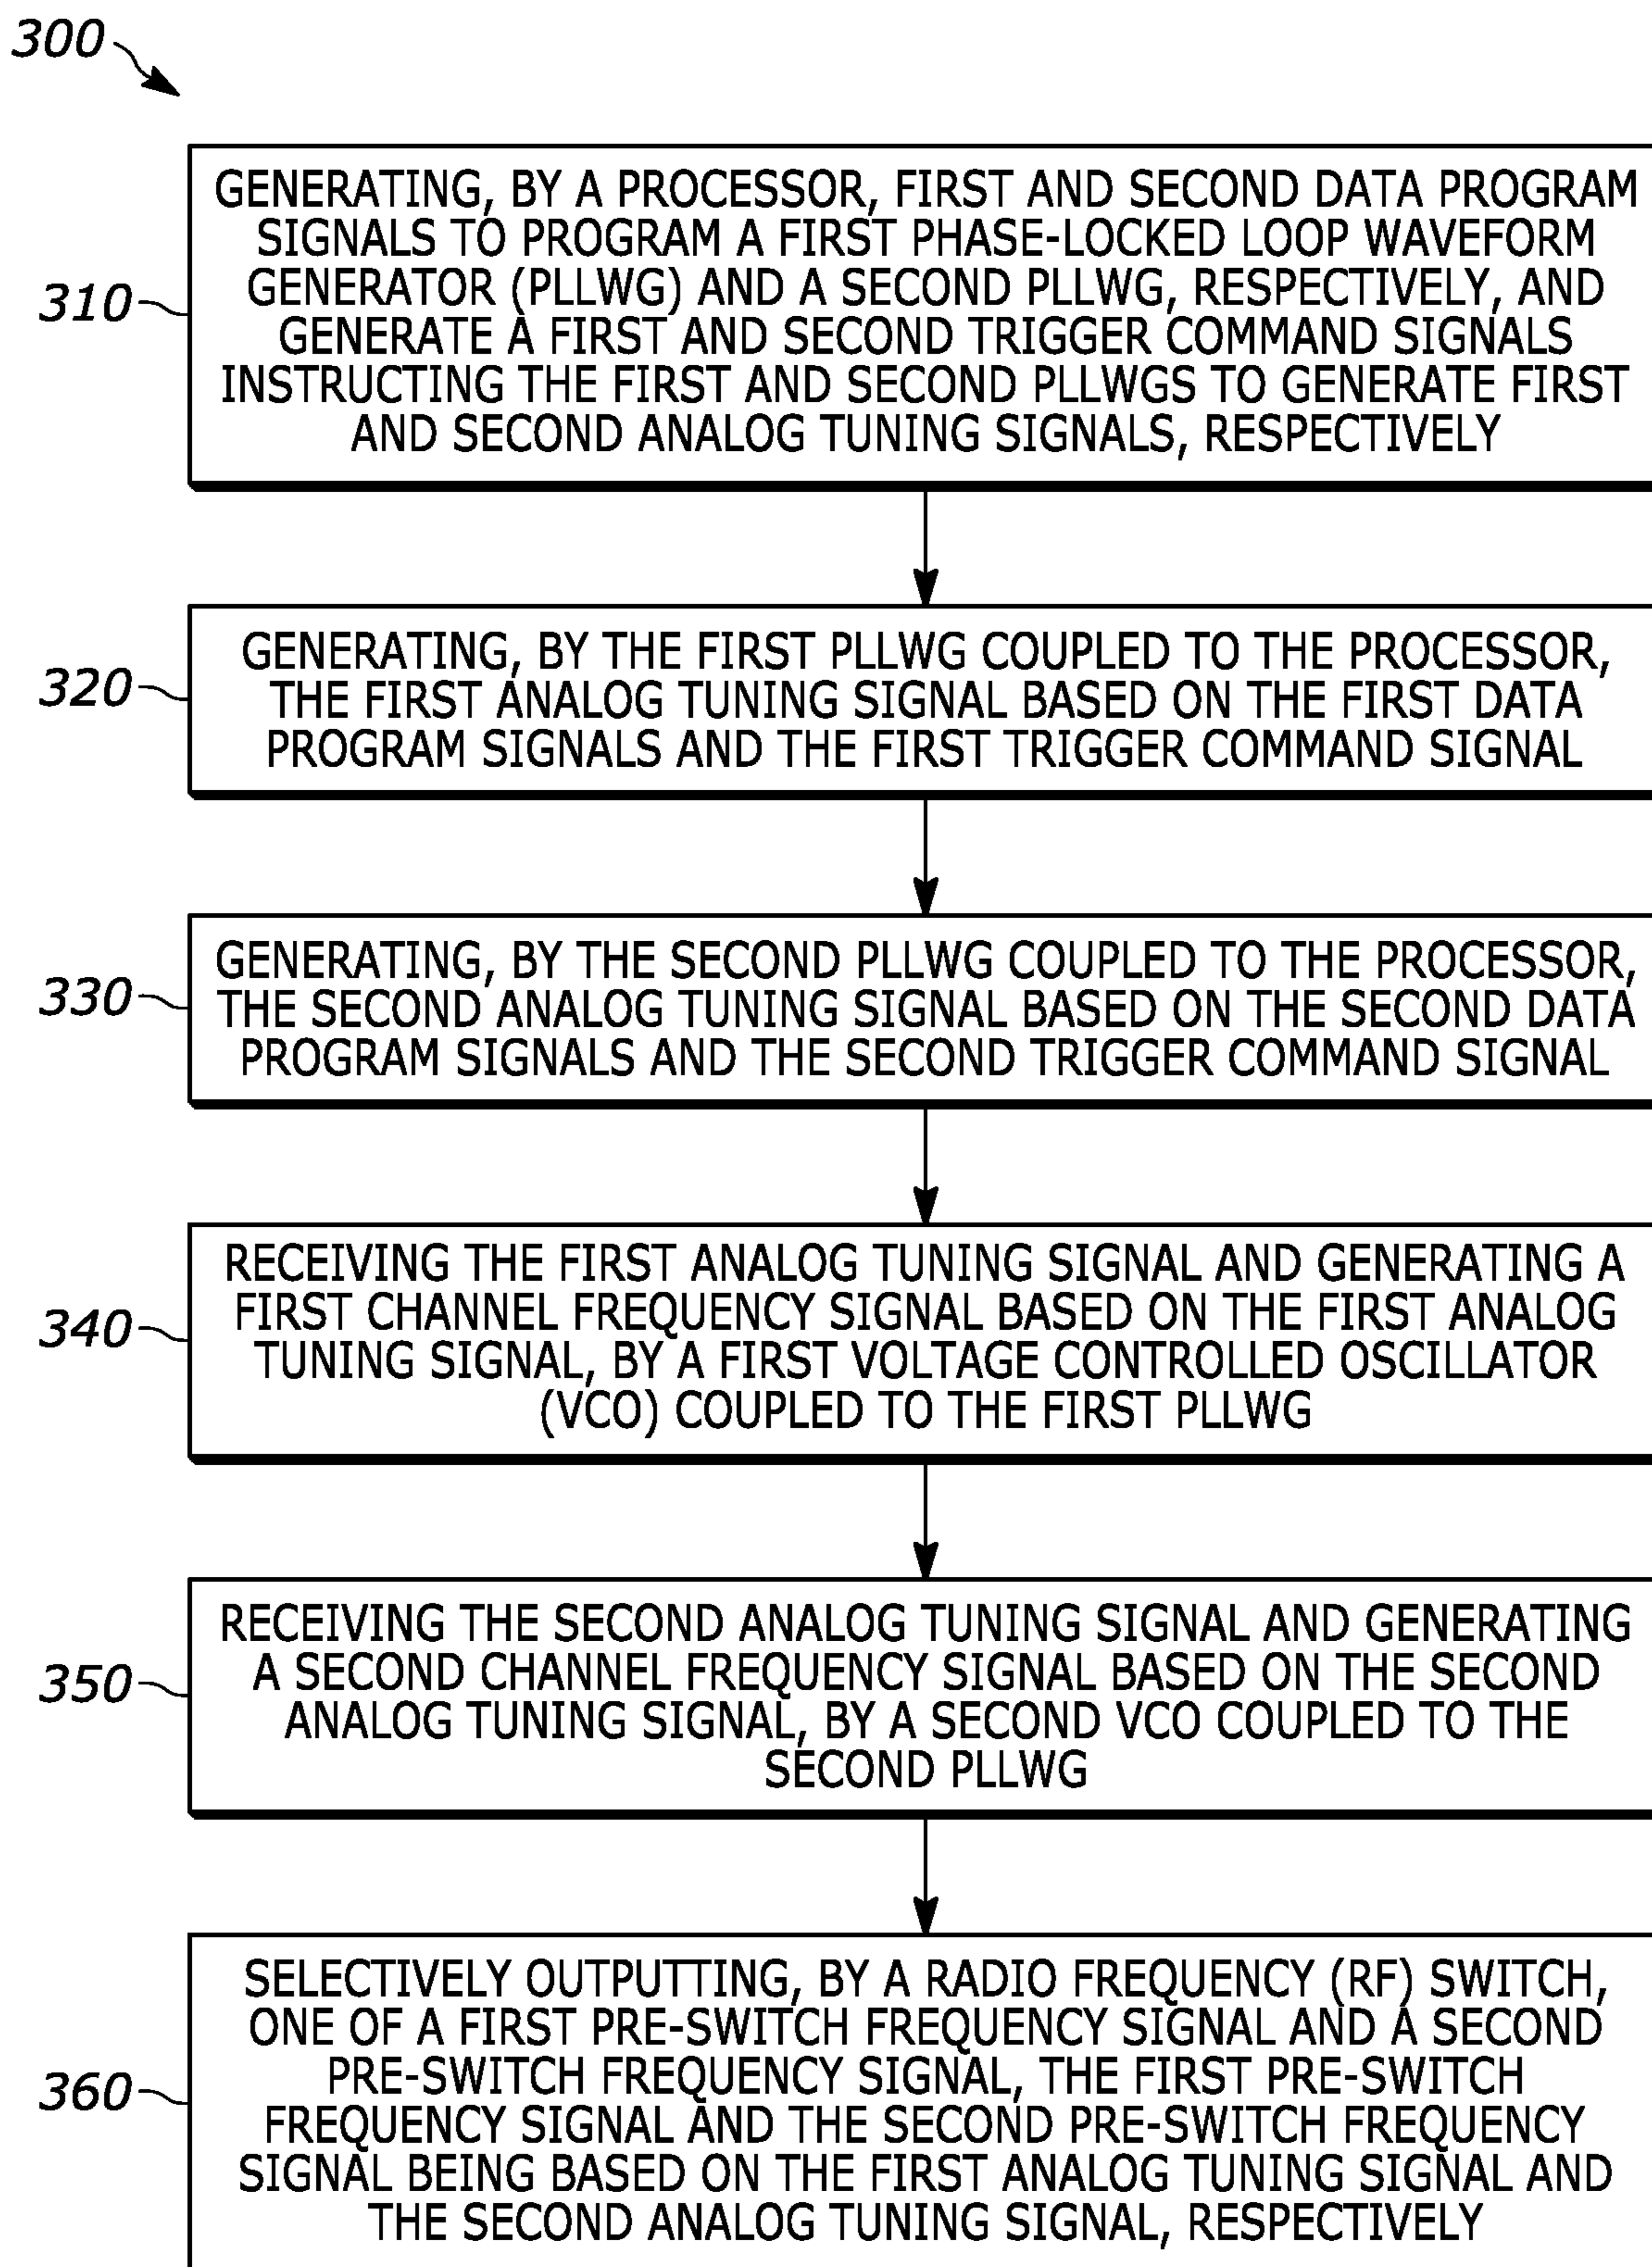 300
310
GENERATING, BY A PROCESSOR, FIRST AND SECOND DATA PROGRAM
SIGNALS TO PROGRAM A FIRST PHASE-LOCKED LOOP WAVEFORM
GENERATOR (PLLWG) AND A SECOND PLLWG, RESPECTIVELY, AND
GENERATE A FIRST AND SECOND TRIGGER COMMAND SIGNALS
INSTRUCTING THE FIRST AND SECOND PLLWGS TO GENERATE FIRST
AND SECOND ANALOG TUNING SIGNALS, RESPECTIVELY
320
GENERATING, BY THE FIRST PLLWG COUPLED TO THE PROCESSOR,
THE FIRST ANALOG TUNING SIGNAL BASED ON THE FIRST DATA
PROGRAM SIGNALS AND THE FIRST TRIGGER COMMAND SIGNAL
330
GENERATING, BY THE SECOND PLLWG COUPLED TO THE PROCESSOR,
THE SECOND ANALOG TUNING SIGNAL BASED ON THE SECOND DATA
PROGRAM SIGNALS AND THE SECOND TRIGGER COMMAND SIGNAL
340
RECEIVING THE FIRST ANALOG TUNING SIGNAL AND GENERATING A
FIRST CHANNEL FREQUENCY SIGNAL BASED ON THE FIRST ANALOG
TUNING SIGNAL, BY A FIRST VOLTAGE CONTROLLED OSCILLATOR
(VCO) COUPLED TO THE FIRST PLLWG
350
RECEIVING THE SECOND ANALOG TUNING SIGNAL AND GENERATING
A SECOND CHANNEL FREQUENCY SIGNAL BASED ON THE SECOND
ANALOG TUNING SIGNAL, BY A SECOND VCO COUPLED TO THE
SECOND PLLWG
360
SELECTIVELY OUTPUTTING, BY A RADIO FREQUENCY (RF) SWITCH,
ONE OF A FIRST PRE-SWITCH FREQUENCY SIGNAL AND A SECOND
PRE-SWITCH FREQUENCY SIGNAL, THE FIRST PRE-SWITCH
FREQUENCY SIGNAL AND THE SECOND PRE-SWITCH FREQUENCY
SIGNAL BEING BASED ON THE FIRST ANALOG TUNING SIGNAL AND
THE SECOND ANALOG TUNING SIGNAL, RESPECTIVELY